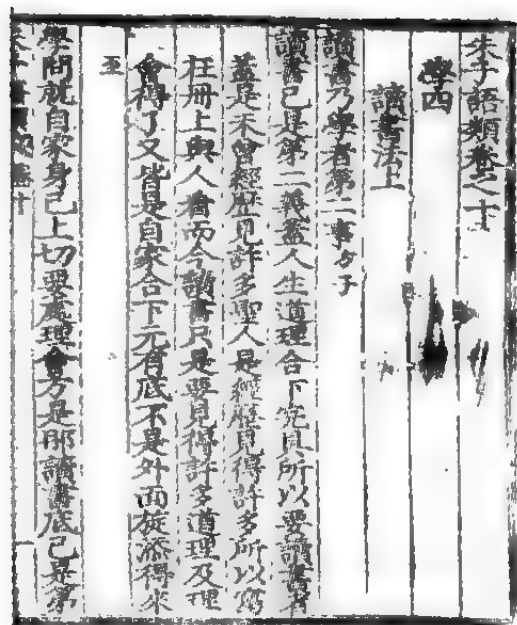 朱子語類卷之十
學四
讀書法上
讀書乃學者第二事方子
讀書已是第二義蓋人生道理合下完具所以要讀書者
蓋是未曾經歷見許多聖人是經歷見得許多所以寫
在冊上與人看而今讀書只是要見得許多道理及理
會得了又皆是自家合下元有底不是外面旋添得來
至
學問就自家身己上切要處理會方是那讀書底已是第